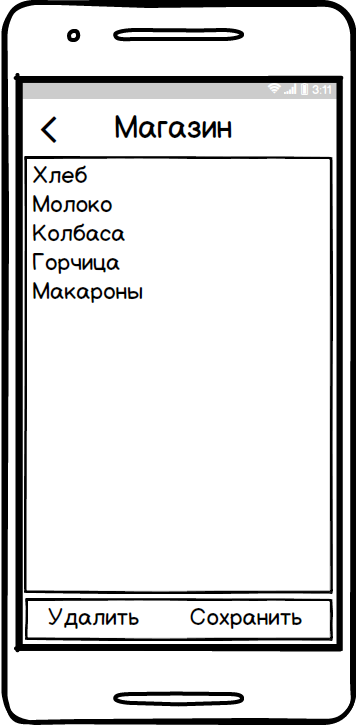 3:11
Магазин
Хлеб
Молоко
Колбаса
Горчица
Макароны
Удалить Сохранить